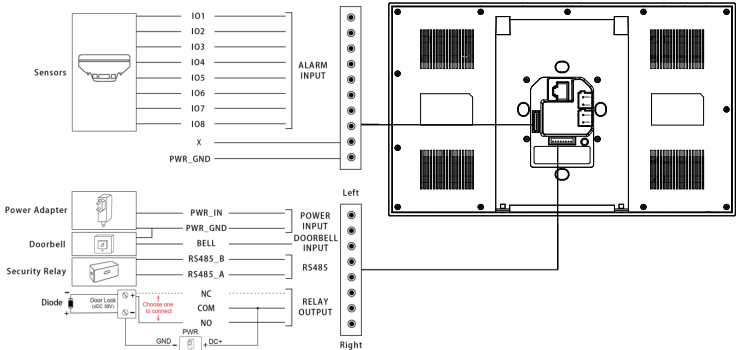 IO1
IO2
IO3
IO4
IO5
IO6
IO7
IO8
X
PWR_GND
Sensors
ALARM
INPUT
Left
Power Adapter
Doorbell
Security Relay
PWR_IN
PWR_GND
BELL
RS485_B
RS485_A
NC
COM
NO
POWER
INPUT
DOORBELL
INPUT
RS485
RELAY
OUTPUT
Diode
-
+
Door Lock
(≤DC 30V)
+
-
Choose one
to connect
PWR
GND - + DC+
Right